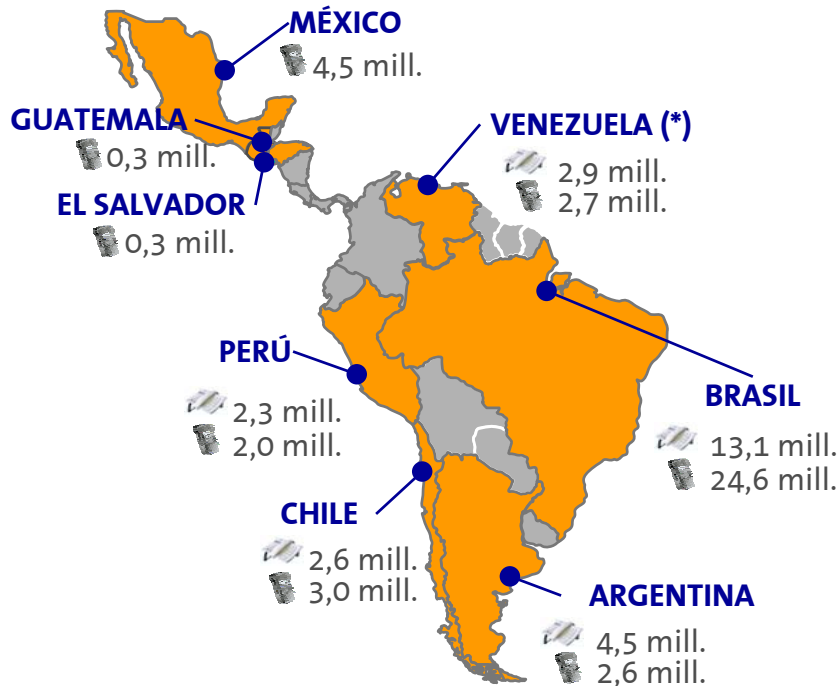 MÉXICO
4,5 mill.
GUATEMALA
0,3 mill.
EL SALVADOR
0,3 mill.
VENEZUELA (*)
2,9 mill.
2,7 mill.
PERÚ
2,3 mill.
2,0 mill.
BRASIL
13,1 mill.
24,6 mill.
CHILE
2,6 mill.
3,0 mill.
ARGENTINA
4,5 mill.
2,6 mill.